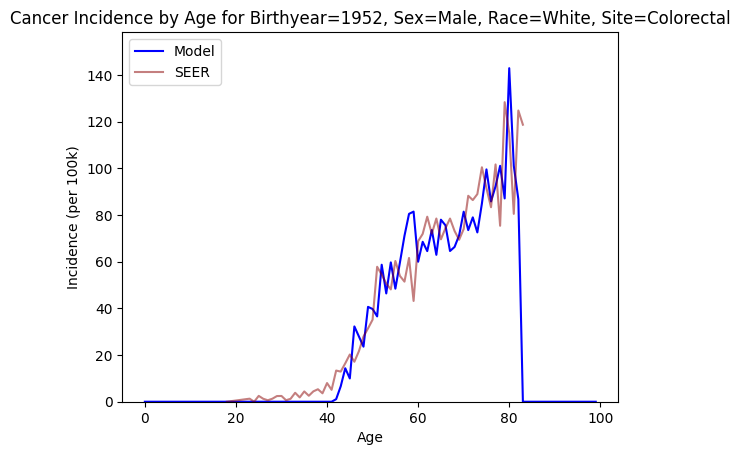 Cancer Incidence by Age for Birthyear=1952, Sex=Male, Race=White, Site=Colorectal
Model
SEER
Incidence (per 100k)
140
120
100
80
60
40
20
0
0 20 40 60 80 100
Age